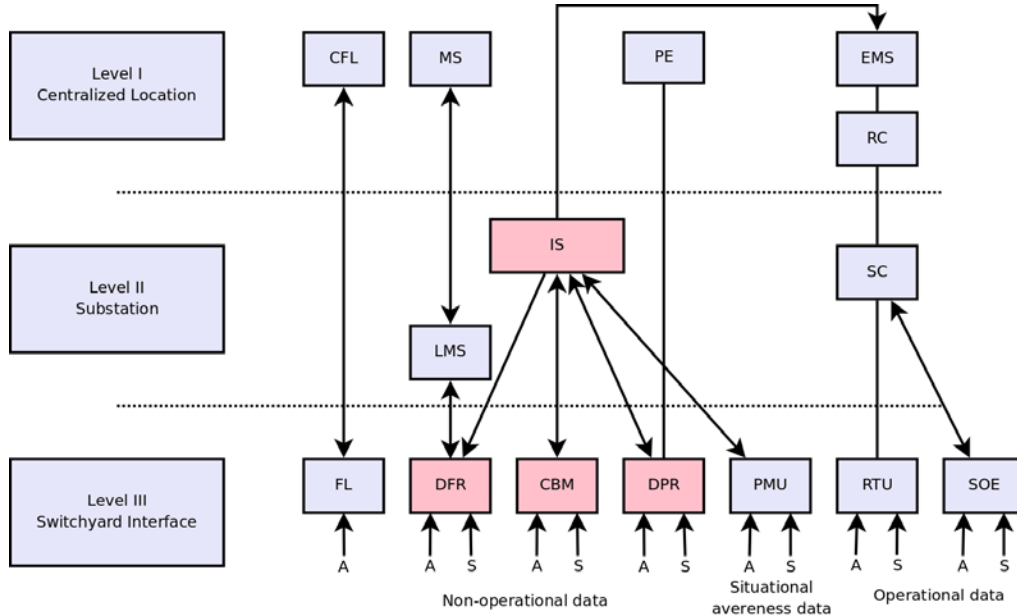 Level I
Centralized Location
CFL
MS
PE
EMS
RC
Level II
Substation
IS
SC
LMS
Level III
Switchyard Interface
FL
DFR
CBM
DPR
PMU
RTU
SOE
A
A S
A S
A S
A S
A S
A S
Non-operational data
Situational
avereness data
Operational data